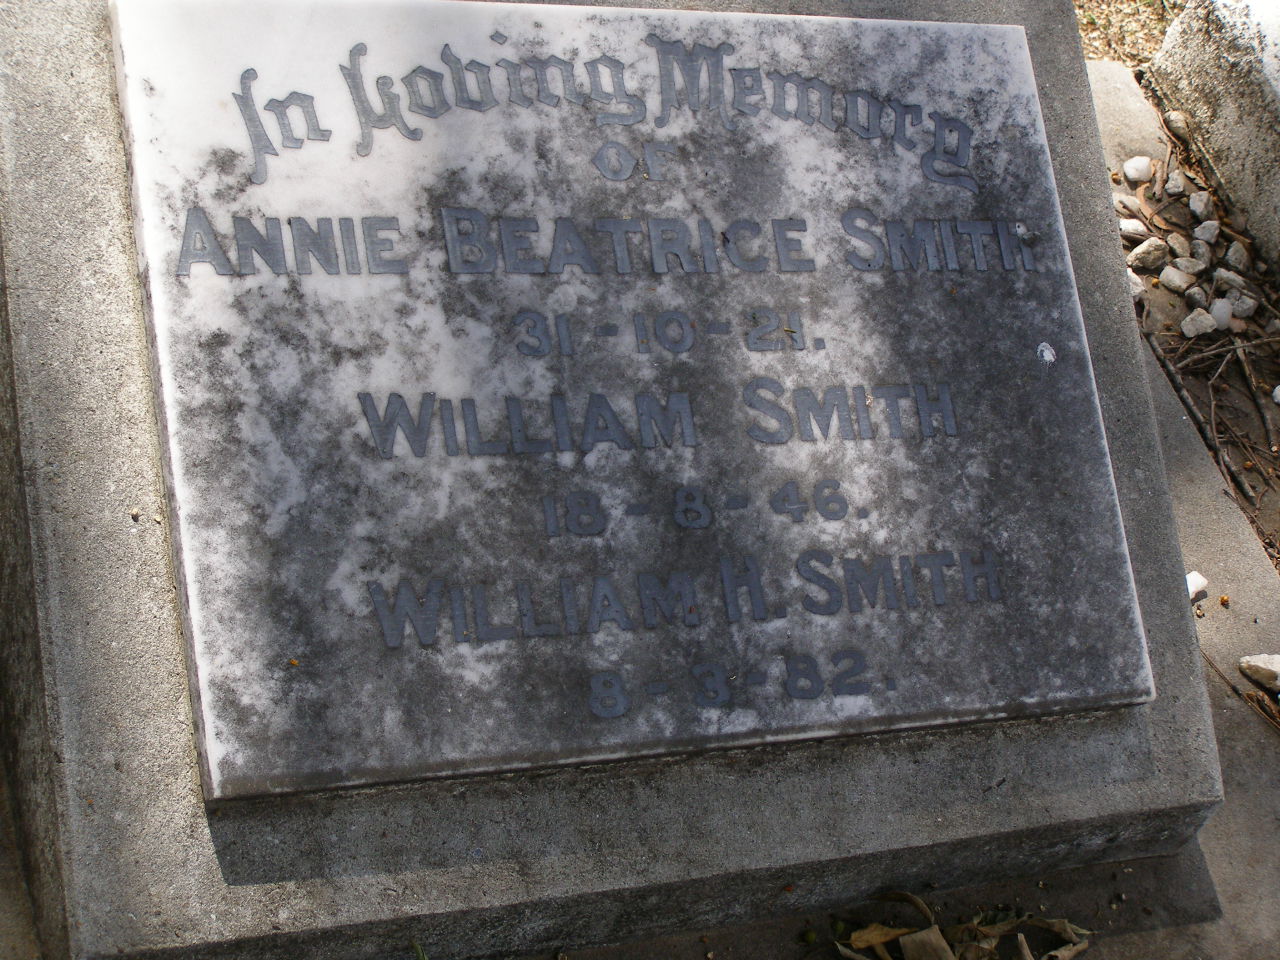 In Loving Memory
OF
ANNIE BEATRICE SMITH
31-10-21.
WILLIAM SMITH
18-8-46.
WILLIAM H. SMITH
8-3-82.